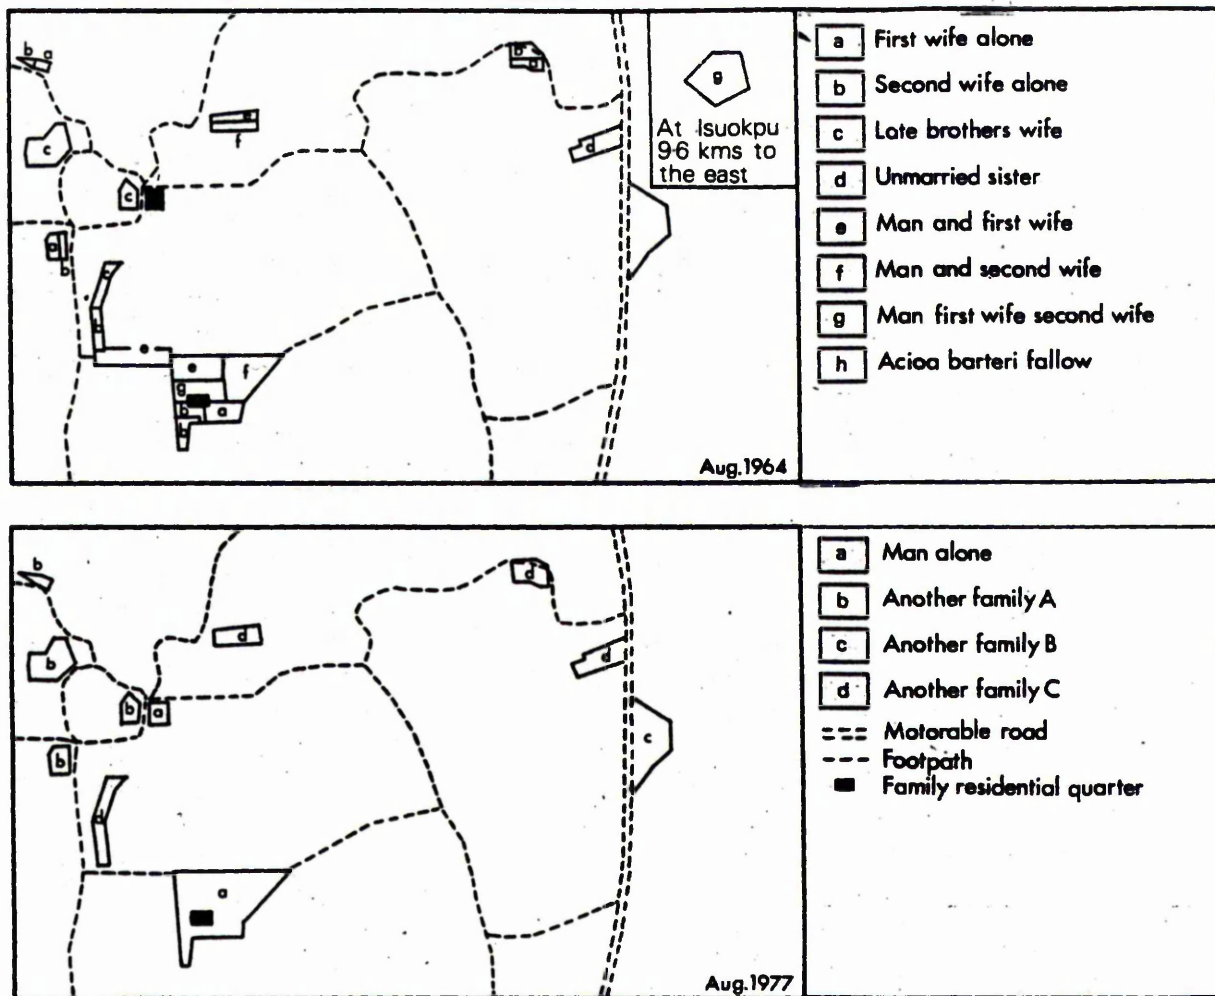 b
a
c
c
a
b
e
f
b
d
g
At Isuokpu
9·6 kms to
the east
e
e
f
g
b
a
b
Aug.1964
a First wife alone
b Second wife alone
c Late brothers wife
d Unmarried sister
e Man and first wife
f Man and second wife
g Man first wife second wife
h Acioa barteri fallow
b
b
b
a
b
d
d
d
c
a
Aug.1977
a Man alone
b Another family A
c Another family B
d Another family C
Motorable road
Footpath
Family residential quarter